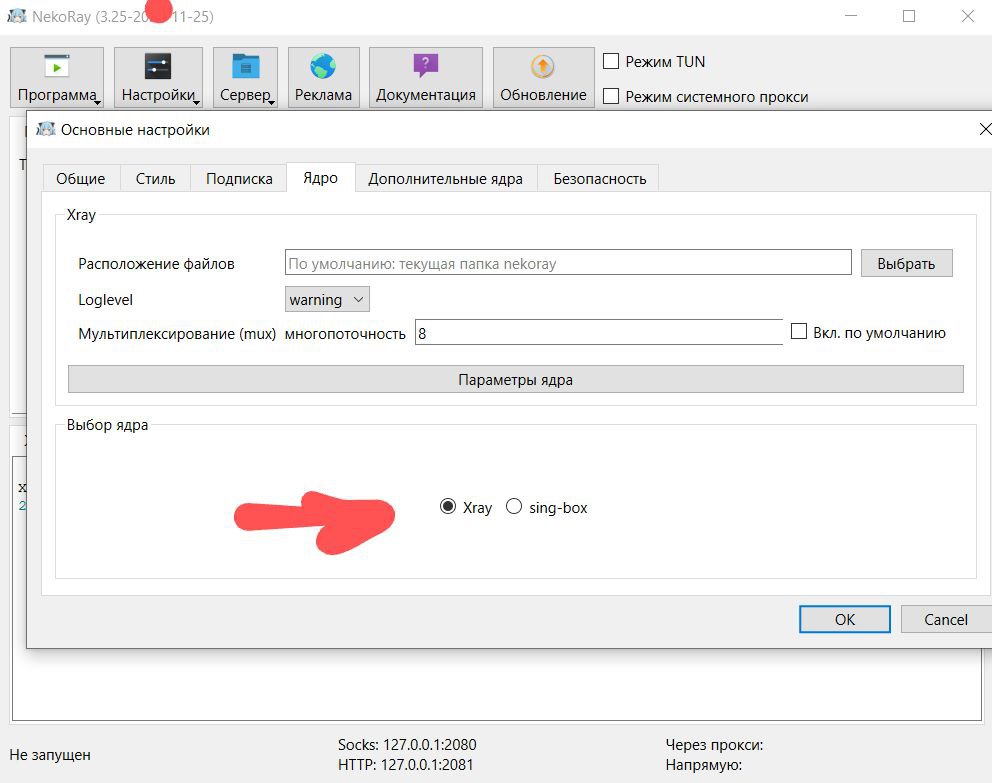 NekoRay (3.25-20 11-25)
Программа Настройки Сервер Реклама Документация Обновление
Режим TUN
Режим системного прокси
Основные настройки
Общие Стиль Подписка Ядро Дополнительные ядра Безопасность
Xray
Расположение файлов По умолчанию: текущая папка nekoray Выбрать
Loglevel warning
Мультиплексирование (mux) многопоточность 8 Вкл. по умолчанию
Параметры ядра
Выбор ядра
Xray sing-box
OK Cancel
Не запущен
Socks: 127.0.0.1:2080
HTTP: 127.0.0.1:2081
Через прокси:
Напрямую: